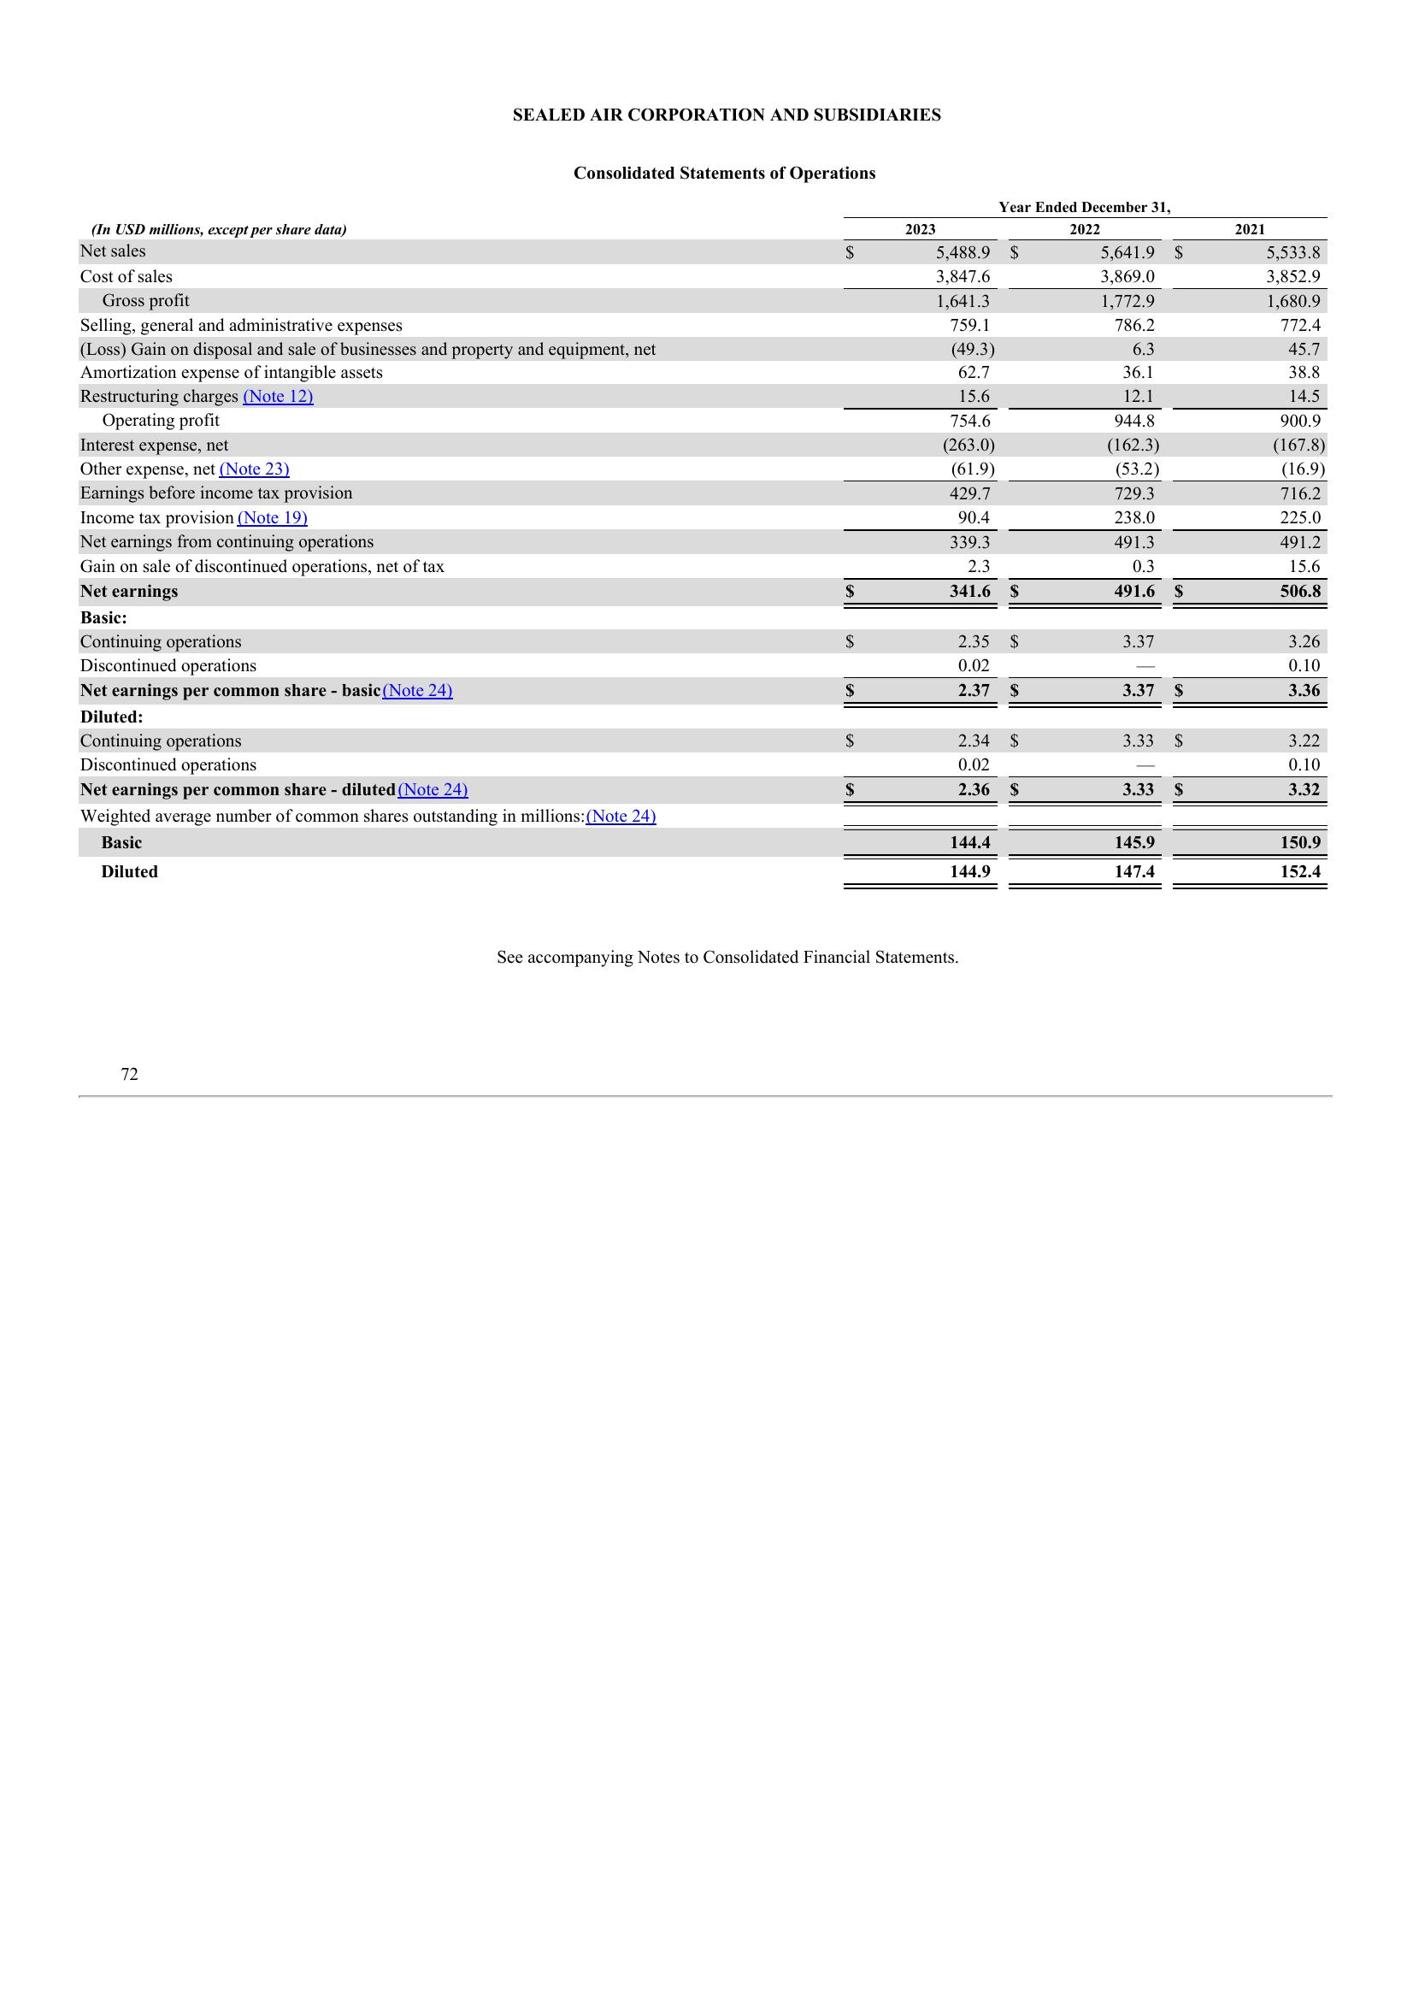 SEALED AIR CORPORATION AND SUBSIDIARIES
Consolidated Statements of Operations
Year Ended December 31,
(In USD millions, except per share data) 2023 2022 2021
Net sales $ 5,488.9 $ 5,641.9 $ 5,533.8
Cost of sales 3,847.6 3,869.0 3,852.9
Gross profit 1,641.3 1,772.9 1,680.9
Selling, general and administrative expenses 759.1 786.2 772.4
(Loss) Gain on disposal and sale of businesses and property and equipment, net (49.3) 6.3 45.7
Amortization expense of intangible assets 62.7 36.1 38.8
Restructuring charges (Note 12) 15.6 12.1 14.5
Operating profit 754.6 944.8 900.9
Interest expense, net (263.0) (162.3) (167.8)
Other expense, net (Note 23) (61.9) (53.2) (16.9)
Earnings before income tax provision 429.7 729.3 716.2
Income tax provision (Note 19) 90.4 238.0 225.0
Net earnings from continuing operations 339.3 491.3 491.2
Gain on sale of discontinued operations, net of tax 2.3 0.3 15.6
Net earnings $ 341.6 $ 491.6 $ 506.8
Basic:
Continuing operations $ 2.35 $ 3.37 3.26
Discontinued operations 0.02 — 0.10
Net earnings per common share - basic (Note 24) $ 2.37 $ 3.37 $ 3.36
Diluted:
Continuing operations $ 2.34 $ 3.33 $ 3.22
Discontinued operations 0.02 — 0.10
Net earnings per common share - diluted (Note 24) $ 2.36 $ 3.33 $ 3.32
Weighted average number of common shares outstanding in millions: (Note 24)
Basic 144.4 145.9 150.9
Diluted 144.9 147.4 152.4
See accompanying Notes to Consolidated Financial Statements.
72